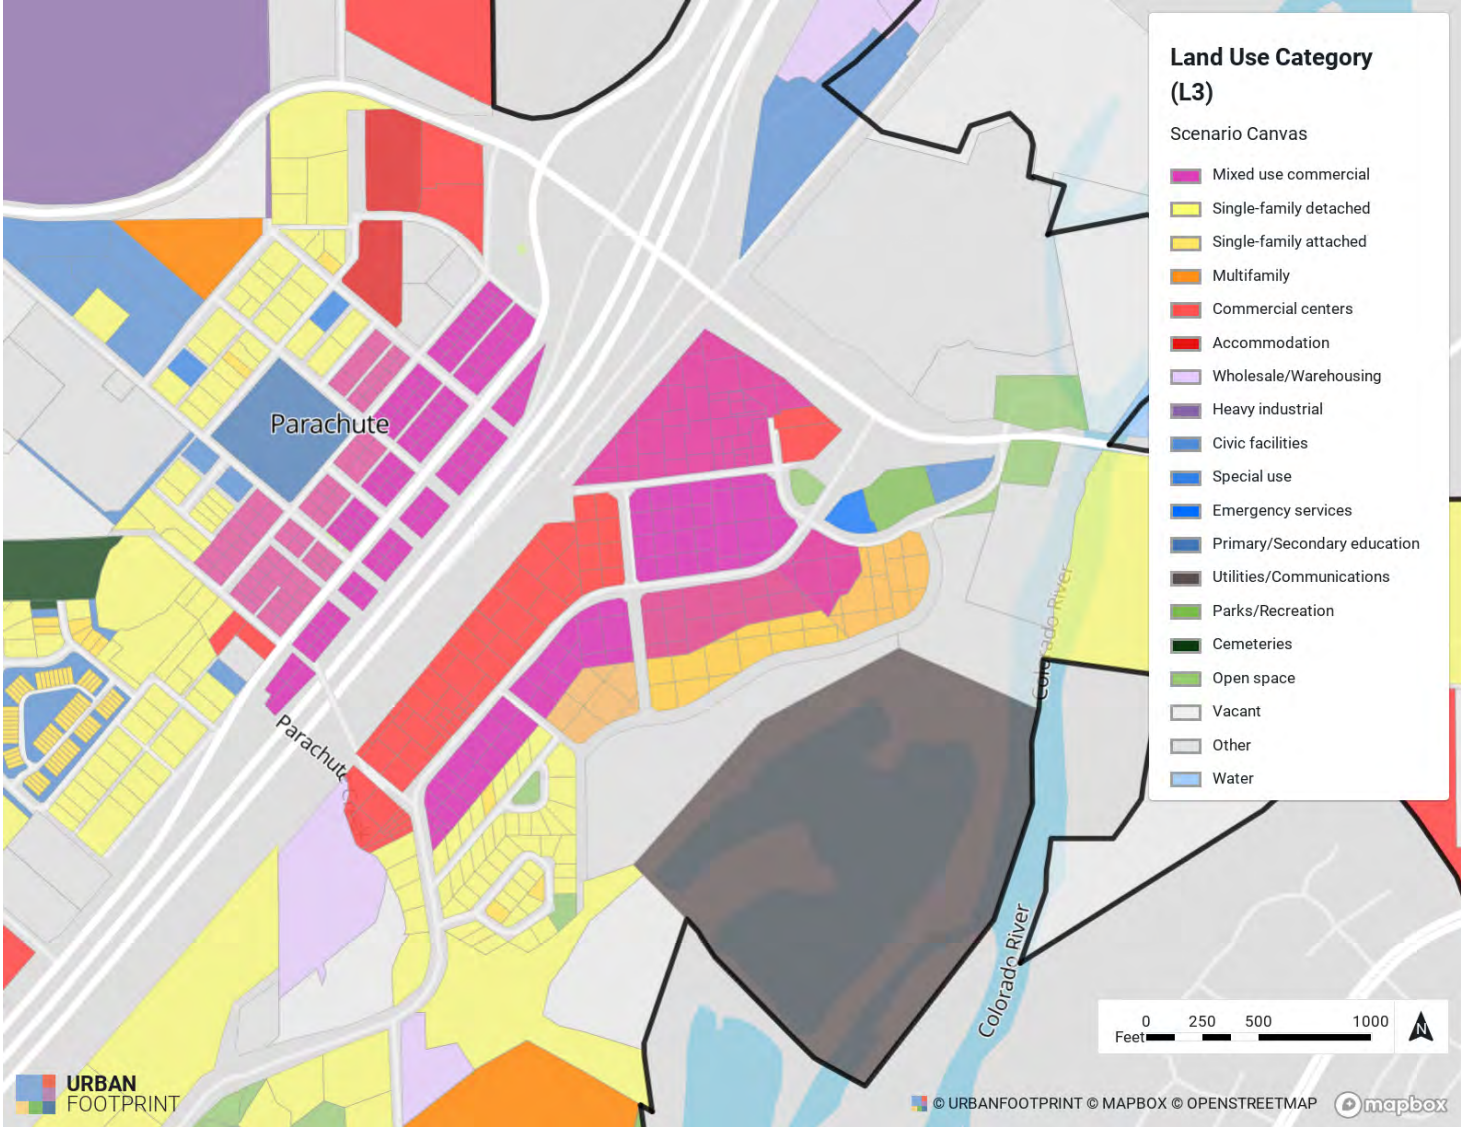 Land Use Category
(L3)
Scenario Canvas
Mixed use commercial
Single-family detached
Single-family attached
Multifamily
Commercial centers
Accommodation
Wholesale/Warehousing
Heavy industrial
Civic facilities
Special use
Emergency services
Primary/Secondary education
Utilities/Communications
Parks/Recreation
Cemeteries
Open space
Vacant
Other
Water
Parachute
Parachute
Colorado River
Colorado River
0 250 500 1000
Feet
N
URBAN
FOOTPRINT
© URBANFOOTPRINT © MAPBOX © OPENSTREETMAP
mapbox